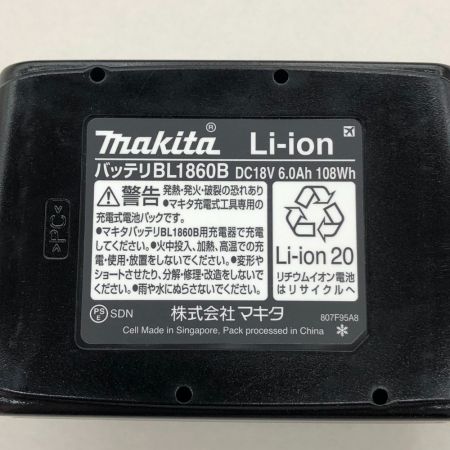 makita® Li-ion
バッテリBL1860B DC18V 6.0Ah 108Wh
警告 発熱・発火・破裂の恐れあり
•マキタ充電式工具専用の
充電式電池パックです。
•マキタバッテリBL1860B用充電器で充電
してください。•火中投入、加熱、高温での充
電・使用・放置をしないでください。•変形や
ショートさせたり、分解・修理・改造をしないで
ください。•雨や水にぬらさないでください。
Li-ion 20
リチウムイオン電池
はリサイクルへ
>PC<
PS E SDN 株式会社マキタ 807F95A8
Cell Made in Singapore, Pack processed in China